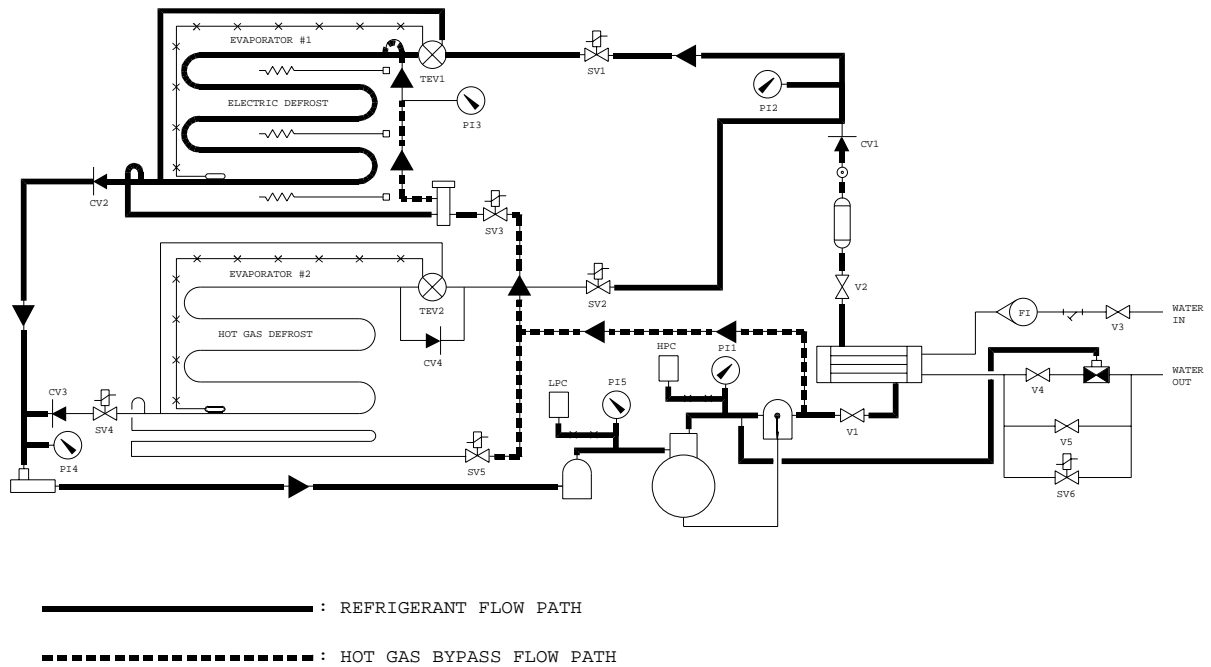 EVAPORATOR #1
TEV1
SV1
PI2
ELECTRIC DEFROST
PI3
CV1
CV2
SV3
EVAPORATOR #2
TEV2
SV2
V2
HOT GAS DEFROST
FI
V3
WATER
IN
CV4
HPC
PI1
LPC
PI5
V4
WATER
OUT
CV3
SV4
V1
PI4
SV5
V5
SV6
: REFRIGERANT FLOW PATH
: HOT GAS BYPASS FLOW PATH